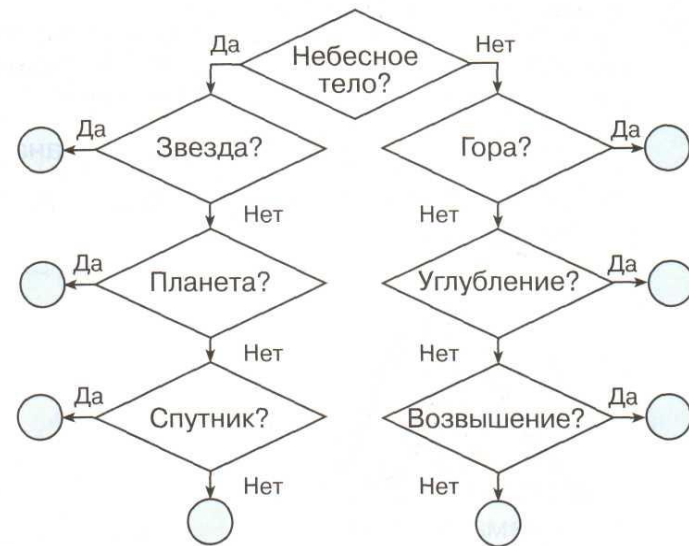 Да
Небесное тело?
Нет
Да
Звезда?
Гора?
Да
Нет
Нет
Да
Планета?
Углубление?
Да
Нет
Нет
Да
Спутник?
Возвышение?
Да
Нет
Нет